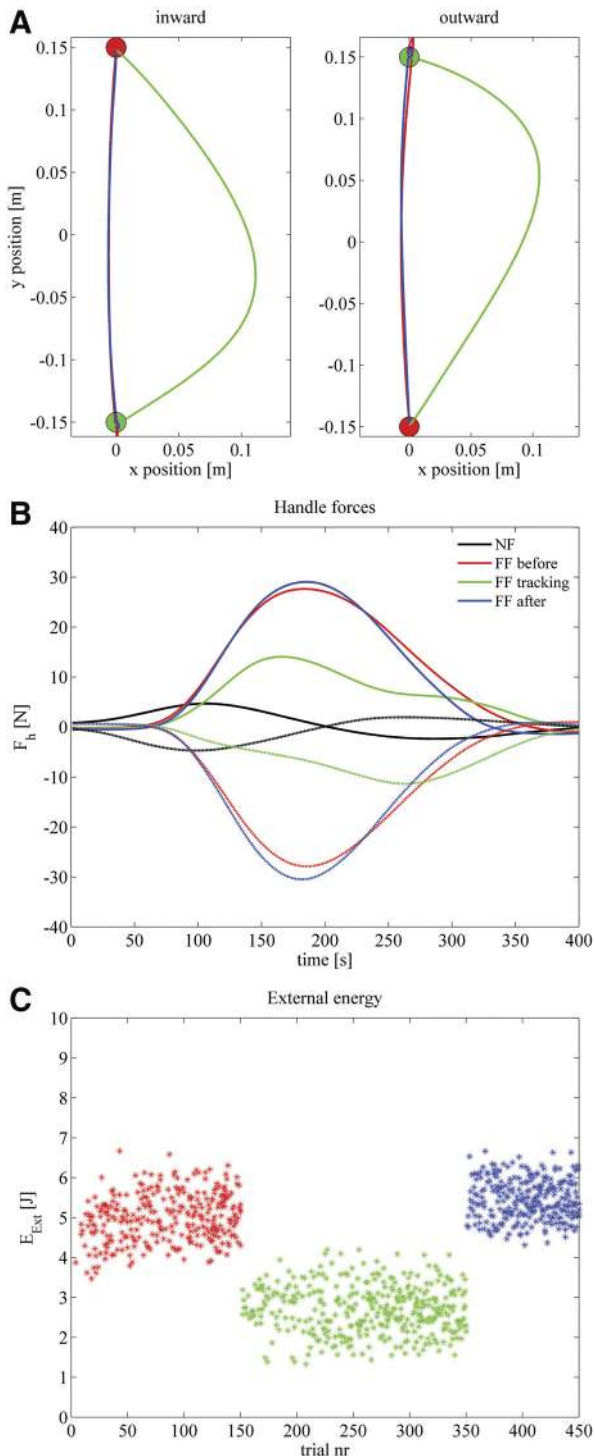 A
inward
outward
0.15
0.1
0.05
0
-0.05
-0.1
-0.15
y position [m]
0 0.05 0.1
x position [m]
0.15
0.1
0.05
0
-0.05
-0.1
-0.15
0 0.05 0.1
x position [m]
B
Handle forces
NF
FF before
FF tracking
FF after
40
30
20
10
0
-10
-20
-30
-40
F_h [N]
0 50 100 150 200 250 300 350 400
time [s]
C
External energy
10
9
8
7
6
5
4
3
2
1
0
E_Ext [J]
0 50 100 150 200 250 300 350 400 450
trial nr